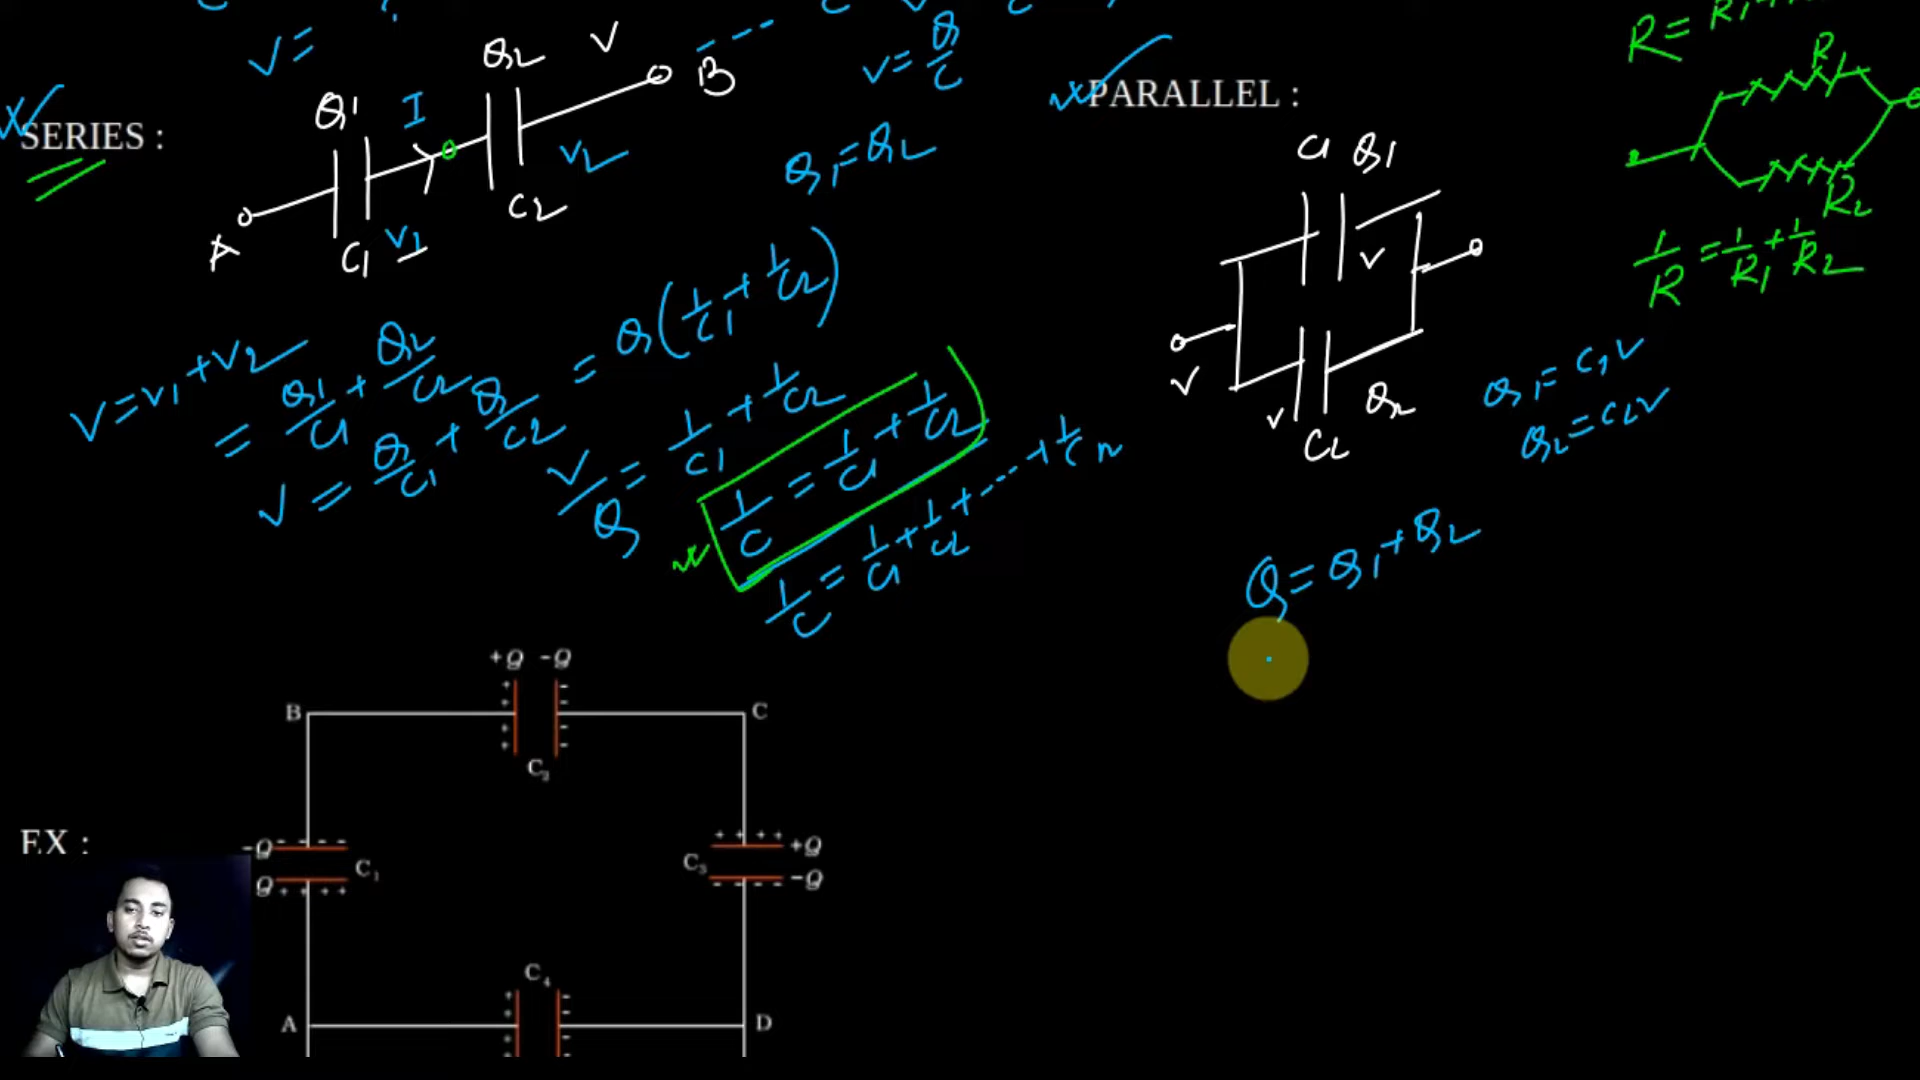 V =
SERIES :
A
Q1
C1
V1
I
Q2
C2
V2
V
B
V = Q/C
Q1 = Q2
V = V1 + V2
= Q1/C1 + Q2/C2
V = Q/C1 + Q/C2
= Q(1/C1 + 1/C2)
V/Q = 1/C1 + 1/C2
1/C = 1/C1 + 1/C2
1/C = 1/C1 + 1/C2 + ---- + 1/Cn
PARALLEL :
C1 Q1
V
V
V
C2
Q2
Q1 = C1V
Q2 = C2V
Q = Q1 + Q2
R
R2
1/R = 1/R1 + 1/R2
EX :
+Q -Q
B
C
-Q
Q
C1
C3
+Q
-Q
C4
A
D